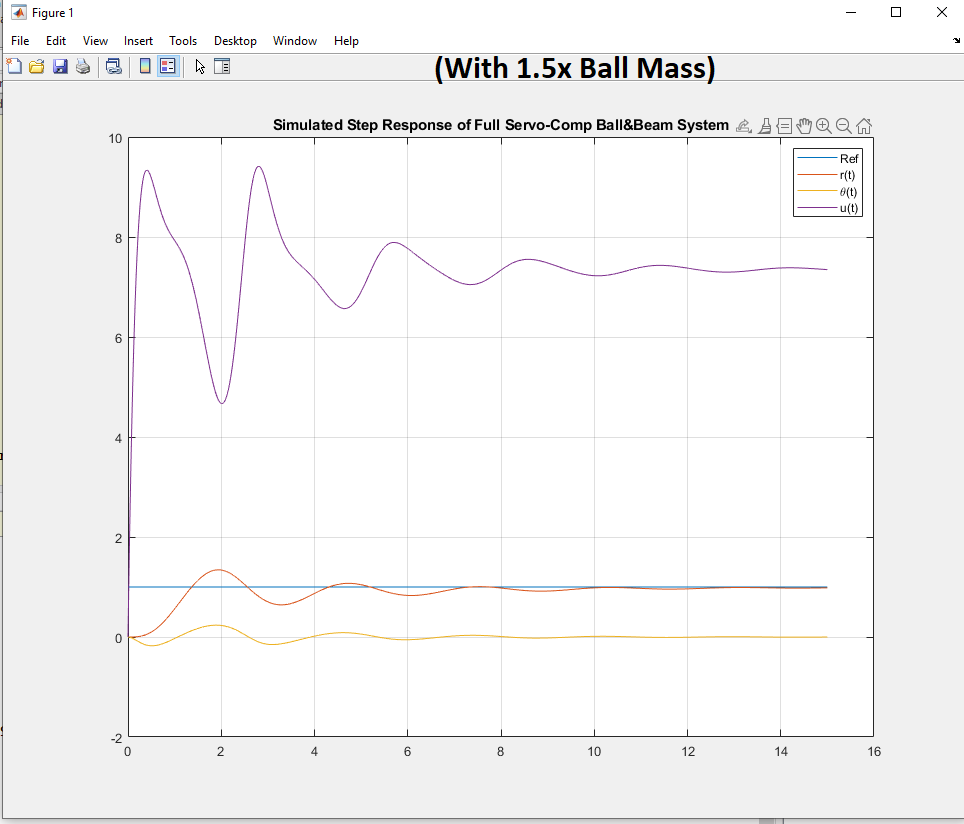 Figure 1
File Edit View Insert Tools Desktop Window Help
(With 1.5x Ball Mass)
Simulated Step Response of Full Servo-Comp Ball&Beam System
Ref
r(t)
θ(t)
u(t)
10
8
6
4
2
0
-2
0 2 4 6 8 10 12 14 16